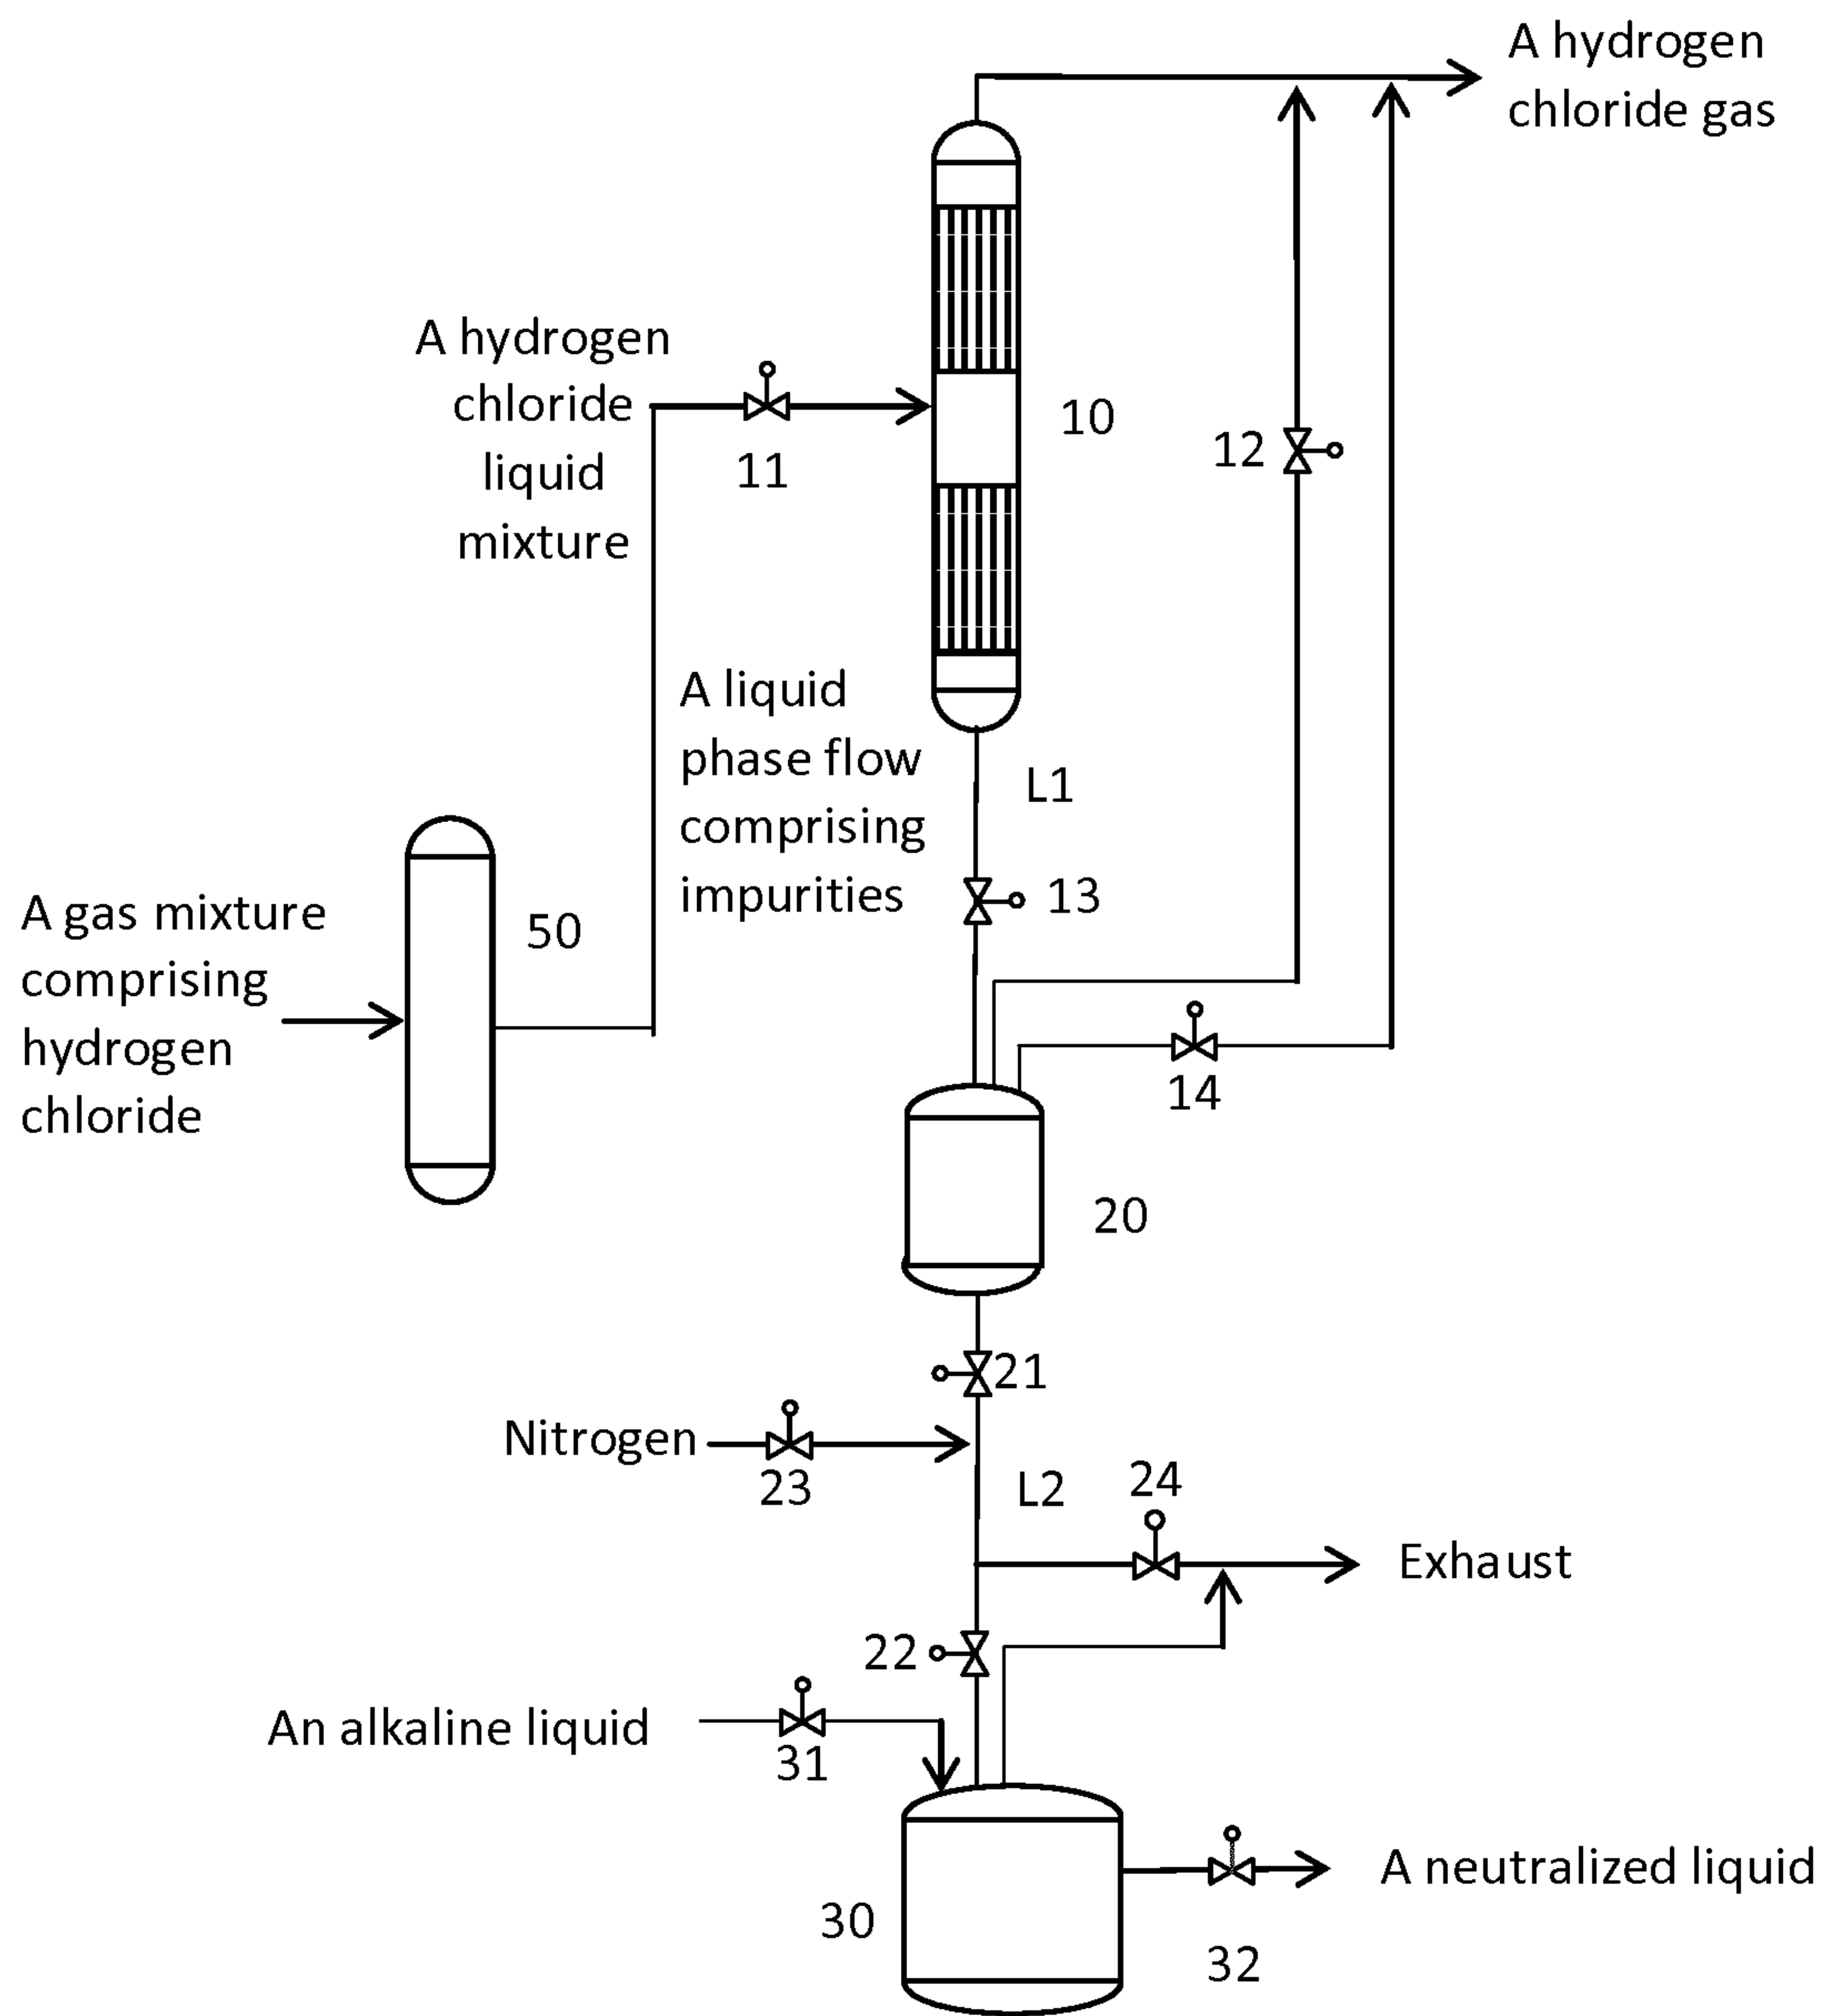 A hydrogen
chloride gas
A hydrogen
chloride
liquid
mixture
11
10
12
A liquid
phase flow
comprising
impurities
L1
13
A gas mixture
comprising
hydrogen
chloride
50
14
20
21
Nitrogen
23
L2
24
Exhaust
22
An alkaline liquid
31
A neutralized liquid
30
32